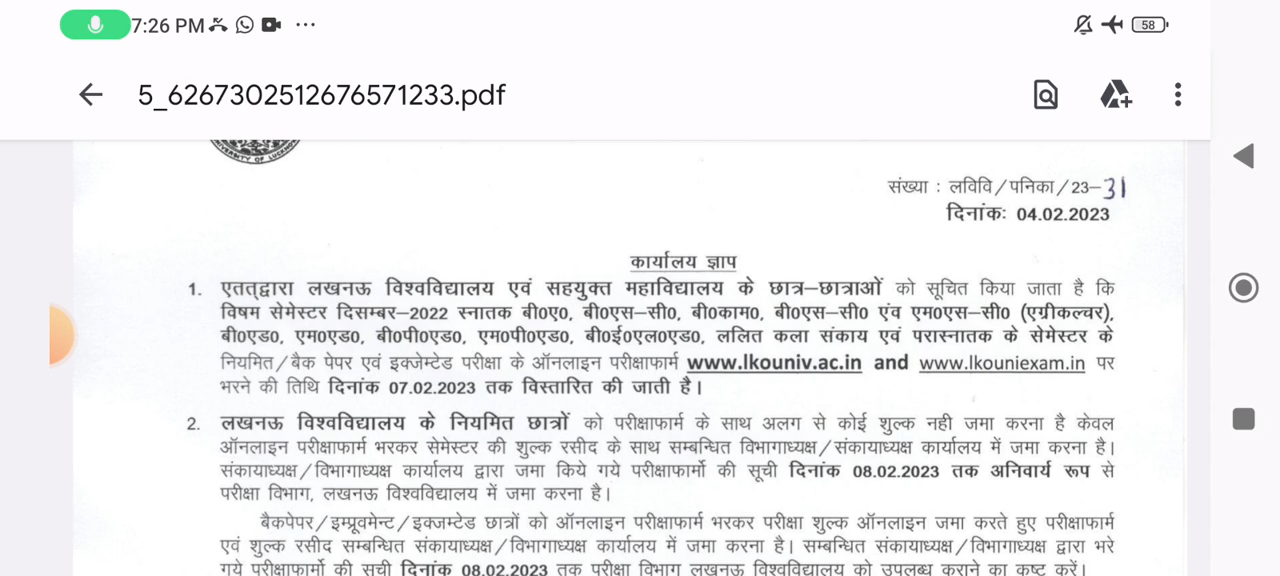 7:26 PM ... 58
5_6267302512676571233.pdf
UNIVERSITY OF LUCKNOW
संख्या : लविवि/पनिका/23-31
दिनांकः 04.02.2023
कार्यालय ज्ञाप
1. एतत्द्वारा लखनऊ विश्वविद्यालय एवं सहयुक्त महाविद्यालय के छात्र-छात्राओं को सूचित किया जाता है कि
विषम सेमेस्टर दिसम्बर-2022 स्नातक बी0ए0, बी0एस-सी0, बी0काम0, बी0एस-सी0 एंव एम0एस-सी0 (एग्रीकल्चर),
बी0एड0, एम0एड0, बी0पी0एड0, एम0पी0एड0, बी0ई0एल0एड0, ललित कला संकाय एवं परास्नातक के सेमेस्टर के
नियमित/बैक पेपर एवं इक्जेम्टेड परीक्षा के ऑनलाइन परीक्षाफार्म www.lkouniv.ac.in and www.lkouniexam.in पर
भरने की तिथि दिनांक 07.02.2023 तक विस्तारित की जाती है।
2. लखनऊ विश्वविद्यालय के नियमित छात्रों को परीक्षाफार्म के साथ अलग से कोई शुल्क नही जमा करना है केवल
ऑनलाइन परीक्षाफार्म भरकर सेमेस्टर की शुल्क रसीद के साथ सम्बन्धित विभागाध्यक्ष/संकायाध्यक्ष कार्यालय में जमा करना है।
संकायाध्यक्ष/विभागाध्यक्ष कार्यालय द्वारा जमा किये गये परीक्षाफार्मो की सूची दिनांक 08.02.2023 तक अनिवार्य रूप से
परीक्षा विभाग, लखनऊ विश्वविद्यालय में जमा करना है।
बैकपेपर/इम्प्रूवमेन्ट/इक्जम्टेड छात्रों को ऑनलाइन परीक्षाफार्म भरकर परीक्षा शुल्क ऑनलाइन जमा करते हुए परीक्षाफार्म
एवं शुल्क रसीद सम्बन्धित संकायाध्यक्ष/विभागाध्यक्ष कार्यालय में जमा करना है। सम्बन्धित संकायाध्यक्ष/विभागाध्यक्ष द्वारा भरे
गये परीक्षाफार्मो की सूची दिनांक 08.02.2023 तक परीक्षा विभाग लखनऊ विश्वविद्यालय को उपलब्ध कराने का कष्ट करें।